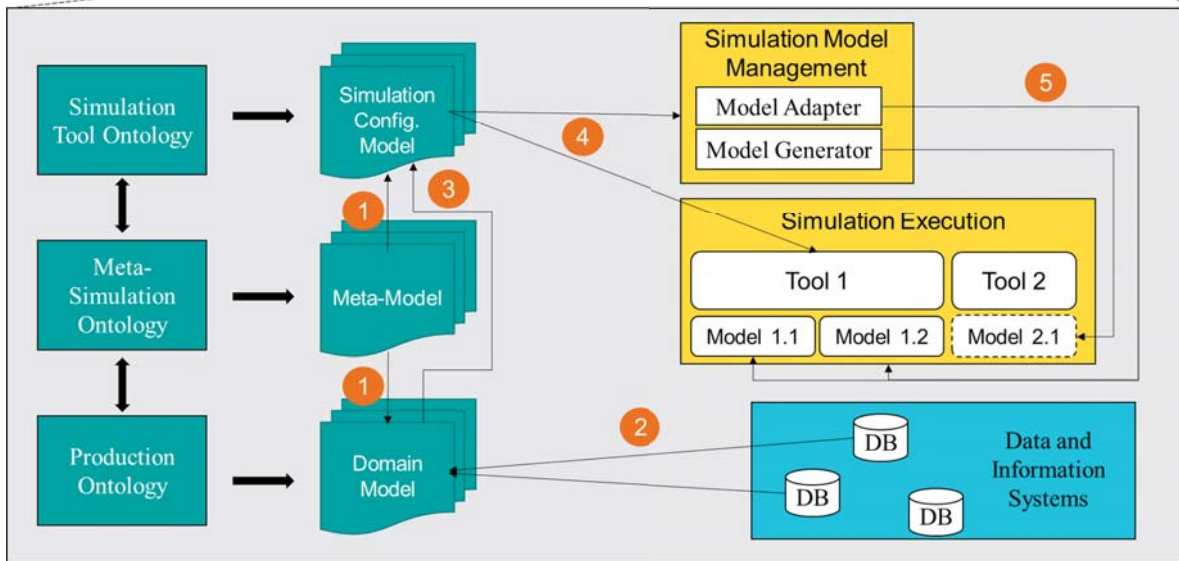 Simulation
Tool Ontology
Meta-
Simulation
Ontology
Production
Ontology
Simulation
Config.
Model
Meta-Model
Domain
Model
1
3
1
4
2
5
Simulation Model
Management
Model Adapter
Model Generator
Simulation Execution
Tool 1
Tool 2
Model 1.1
Model 1.2
Model 2.1
DB
DB
DB
Data and
Information
Systems